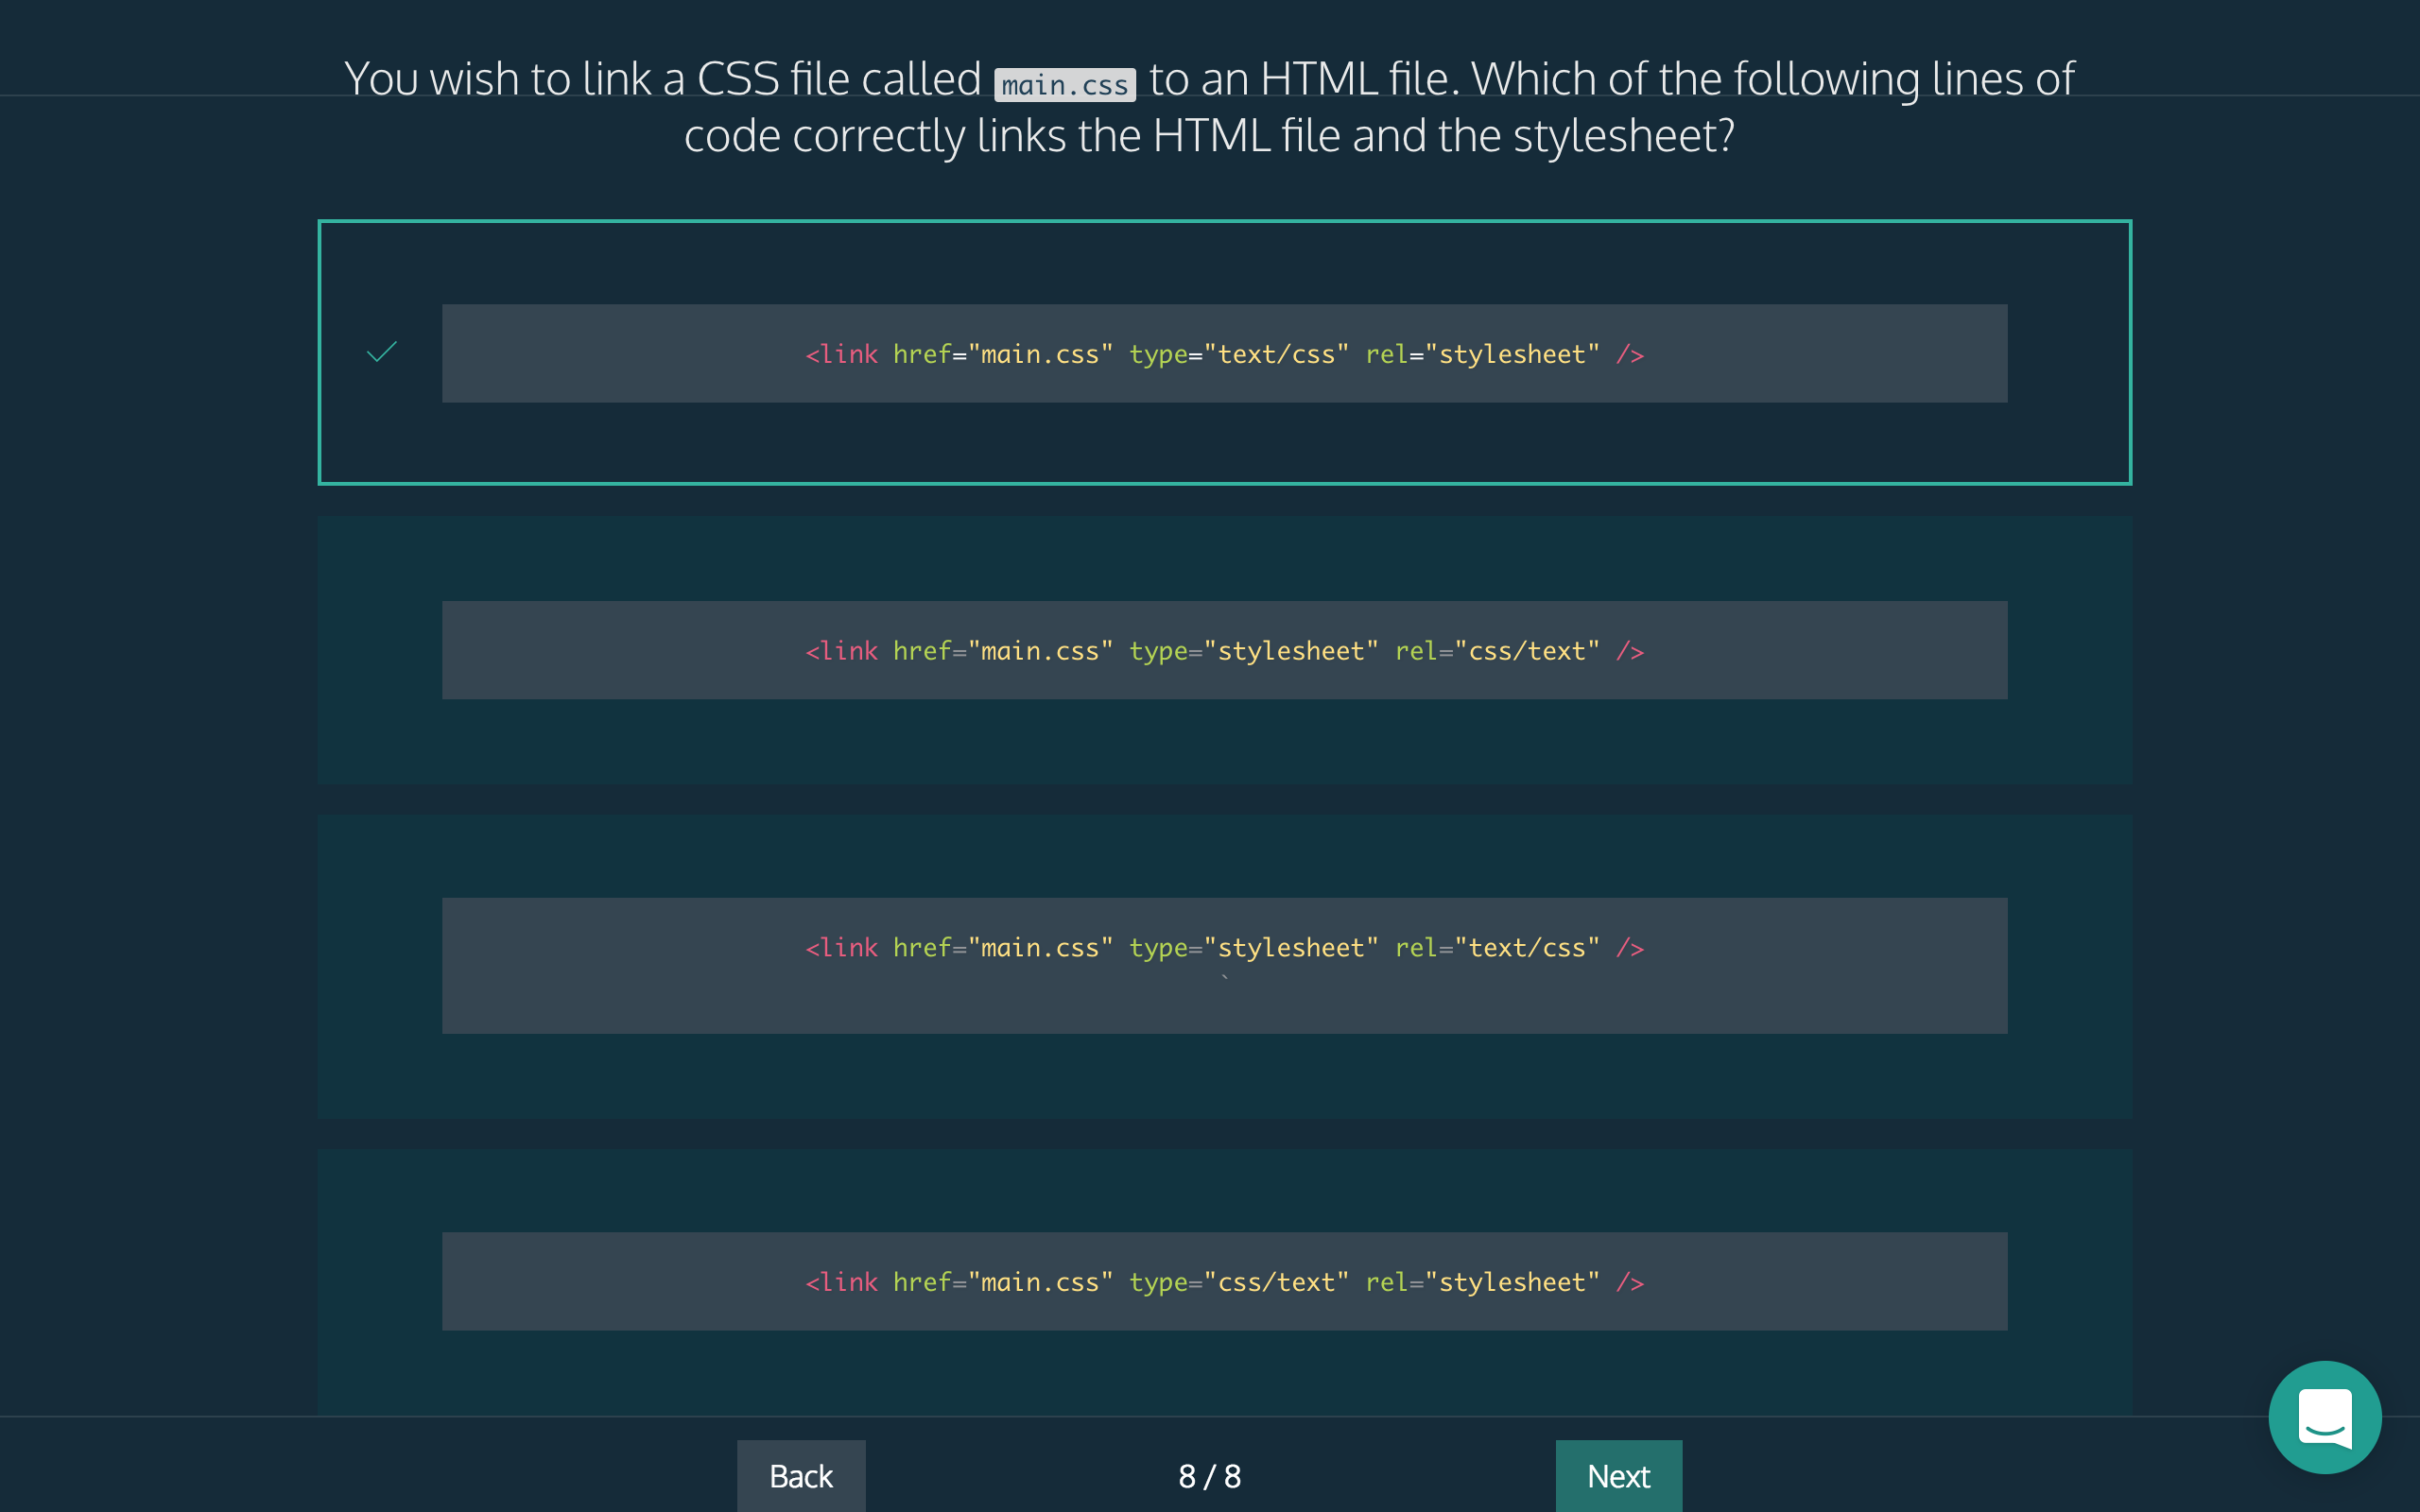 You wish to link a CSS file called main.css to an HTML file. Which of the following lines of
code correctly links the HTML file and the stylesheet?
<link href="main.css" type="text/css" rel="stylesheet" />
<link href="main.css" type="stylesheet" rel="css/text" />
<link href="main.css" type="stylesheet" rel="text/css" />
`
<link href="main.css" type="css/text" rel="stylesheet" />
Back
8 / 8
Next